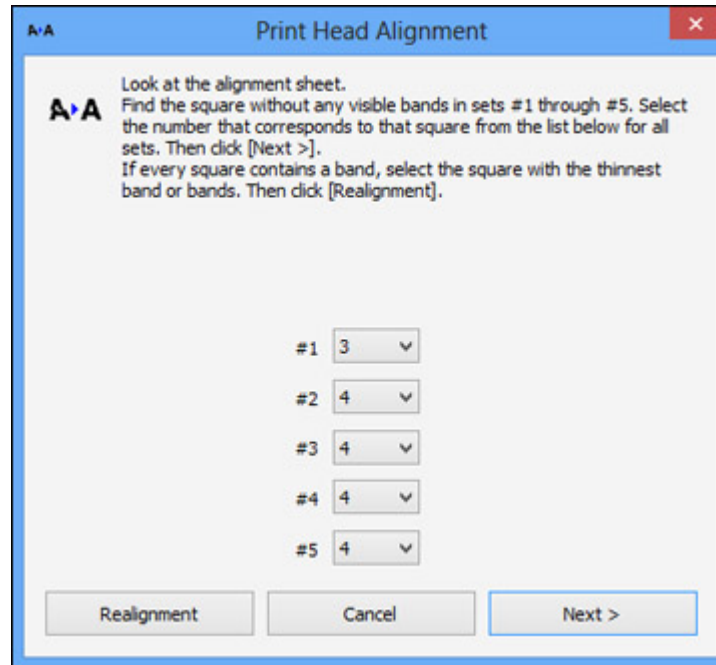 A▸A Print Head Alignment
A▸A
Look at the alignment sheet.
Find the square without any visible bands in sets #1 through #5. Select
the number that corresponds to that square from the list below for all
sets. Then click [Next >].
If every square contains a band, select the square with the thinnest
band or bands. Then click [Realignment].
#1 3
#2 4
#3 4
#4 4
#5 4
Realignment Cancel Next >